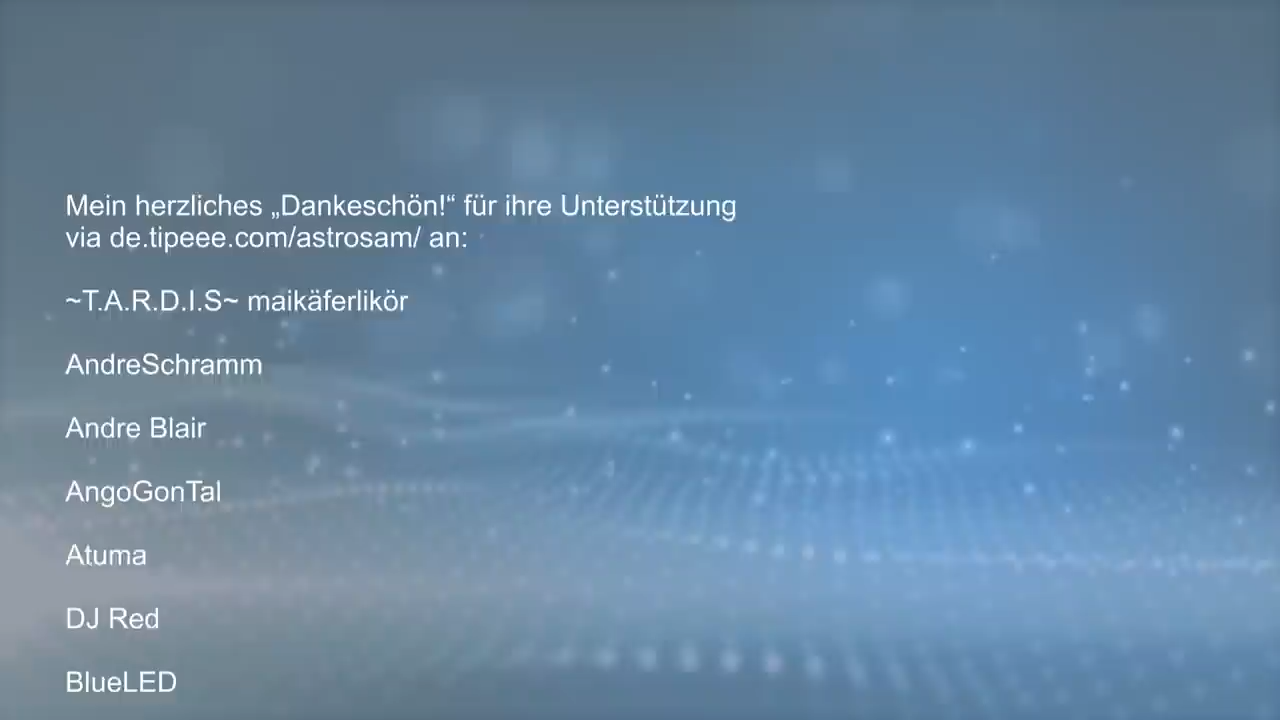 Mein herzliches „Dankeschön!“ für ihre Unterstützung
via de.tipeee.com/astrosam/ an:
~T.A.R.D.I.S~ maikäferlikör
AndreSchramm
Andre Blair
AngoGonTal
Atuma
DJ Red
BlueLED